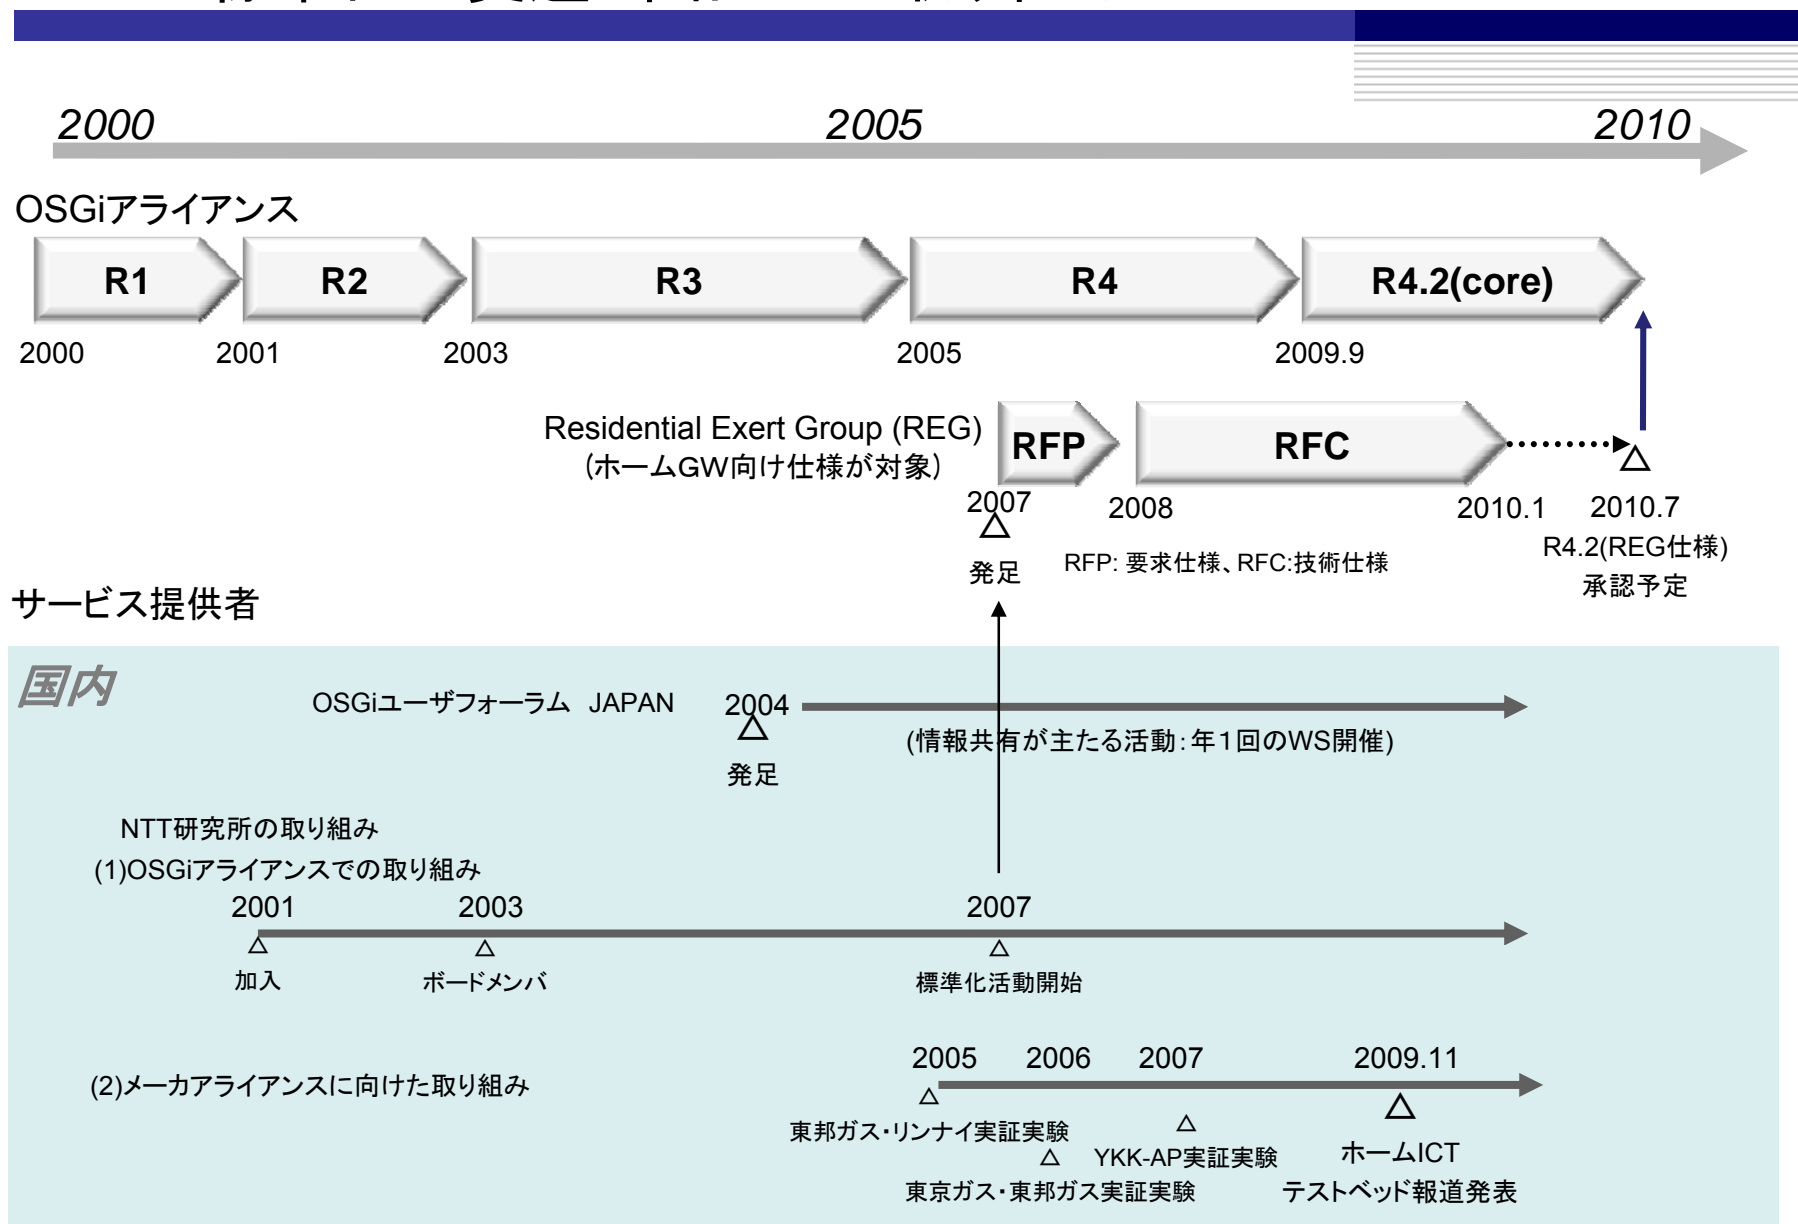 2000 2005 2010
OSGiアライアンス
R1 R2 R3 R4 R4.2(core)
2000 2001 2003 2005 2009.9
Residential Exert Group (REG)
(ホームGW向け仕様が対象)
RFP RFC
2007 2008 2010.1 2010.7
発足
RFP: 要求仕様、RFC:技術仕様
R4.2(REG仕様)
承認予定
サービス提供者
国内
OSGiユーザフォーラム JAPAN 2004
(情報共有が主たる活動:年1回のWS開催)
発足
NTT研究所の取り組み
(1)OSGiアライアンスでの取り組み
2001 2003 2007
加入 ボードメンバ 標準化活動開始
2005 2006 2007 2009.11
(2)メーカアライアンスに向けた取り組み
東邦ガス・リンナイ実証実験
YKK-AP実証実験
ホームICT
東京ガス・東邦ガス実証実験
テストベッド報道発表